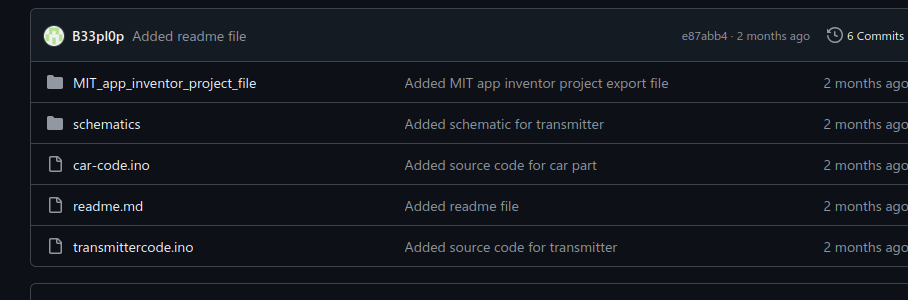 B33pl0p Added readme file e87abb4 · 2 months ago 6 Commits
MIT_app_inventor_project_file Added MIT app inventor project export file 2 months ago
schematics Added schematic for transmitter 2 months ago
car-code.ino Added source code for car part 2 months ago
readme.md Added readme file 2 months ago
transmittercode.ino Added source code for transmitter 2 months ago